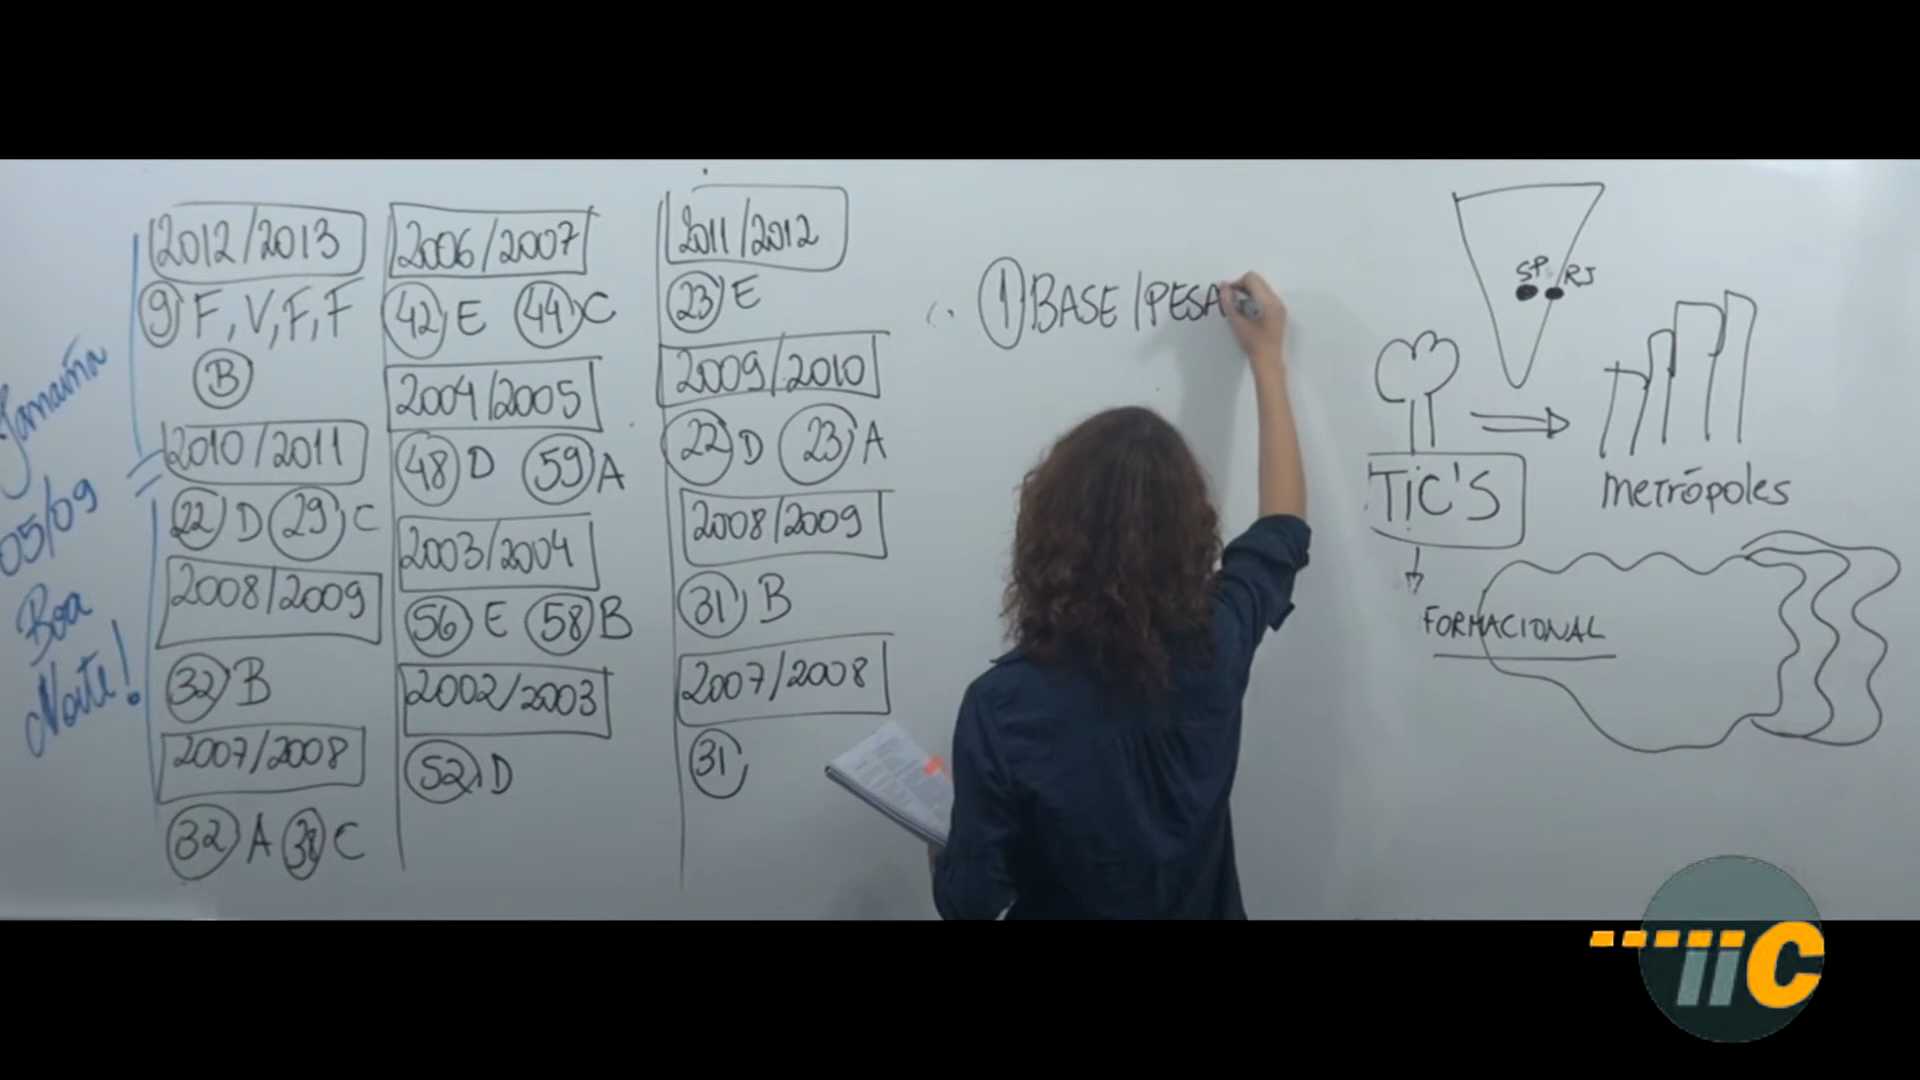 Janaína
05/09
Boa
Noite!
2012/2013
9 F, V, F, F
B
2010/2011
22 D 29 C
2008/2009
32 B
2007/2008
32 A 38 C
2006/2007
42 E 44 C
2004/2005
48 D 59 A
2003/2004
56 E 58 B
2002/2003
52 D
2011/2012
23 E
2009/2010
22 D 23 A
2008/2009
31 B
2007/2008
31
1 BASE/PESA
SP RJ
TIC'S
metrópoles
FORMACIONAL
iiC